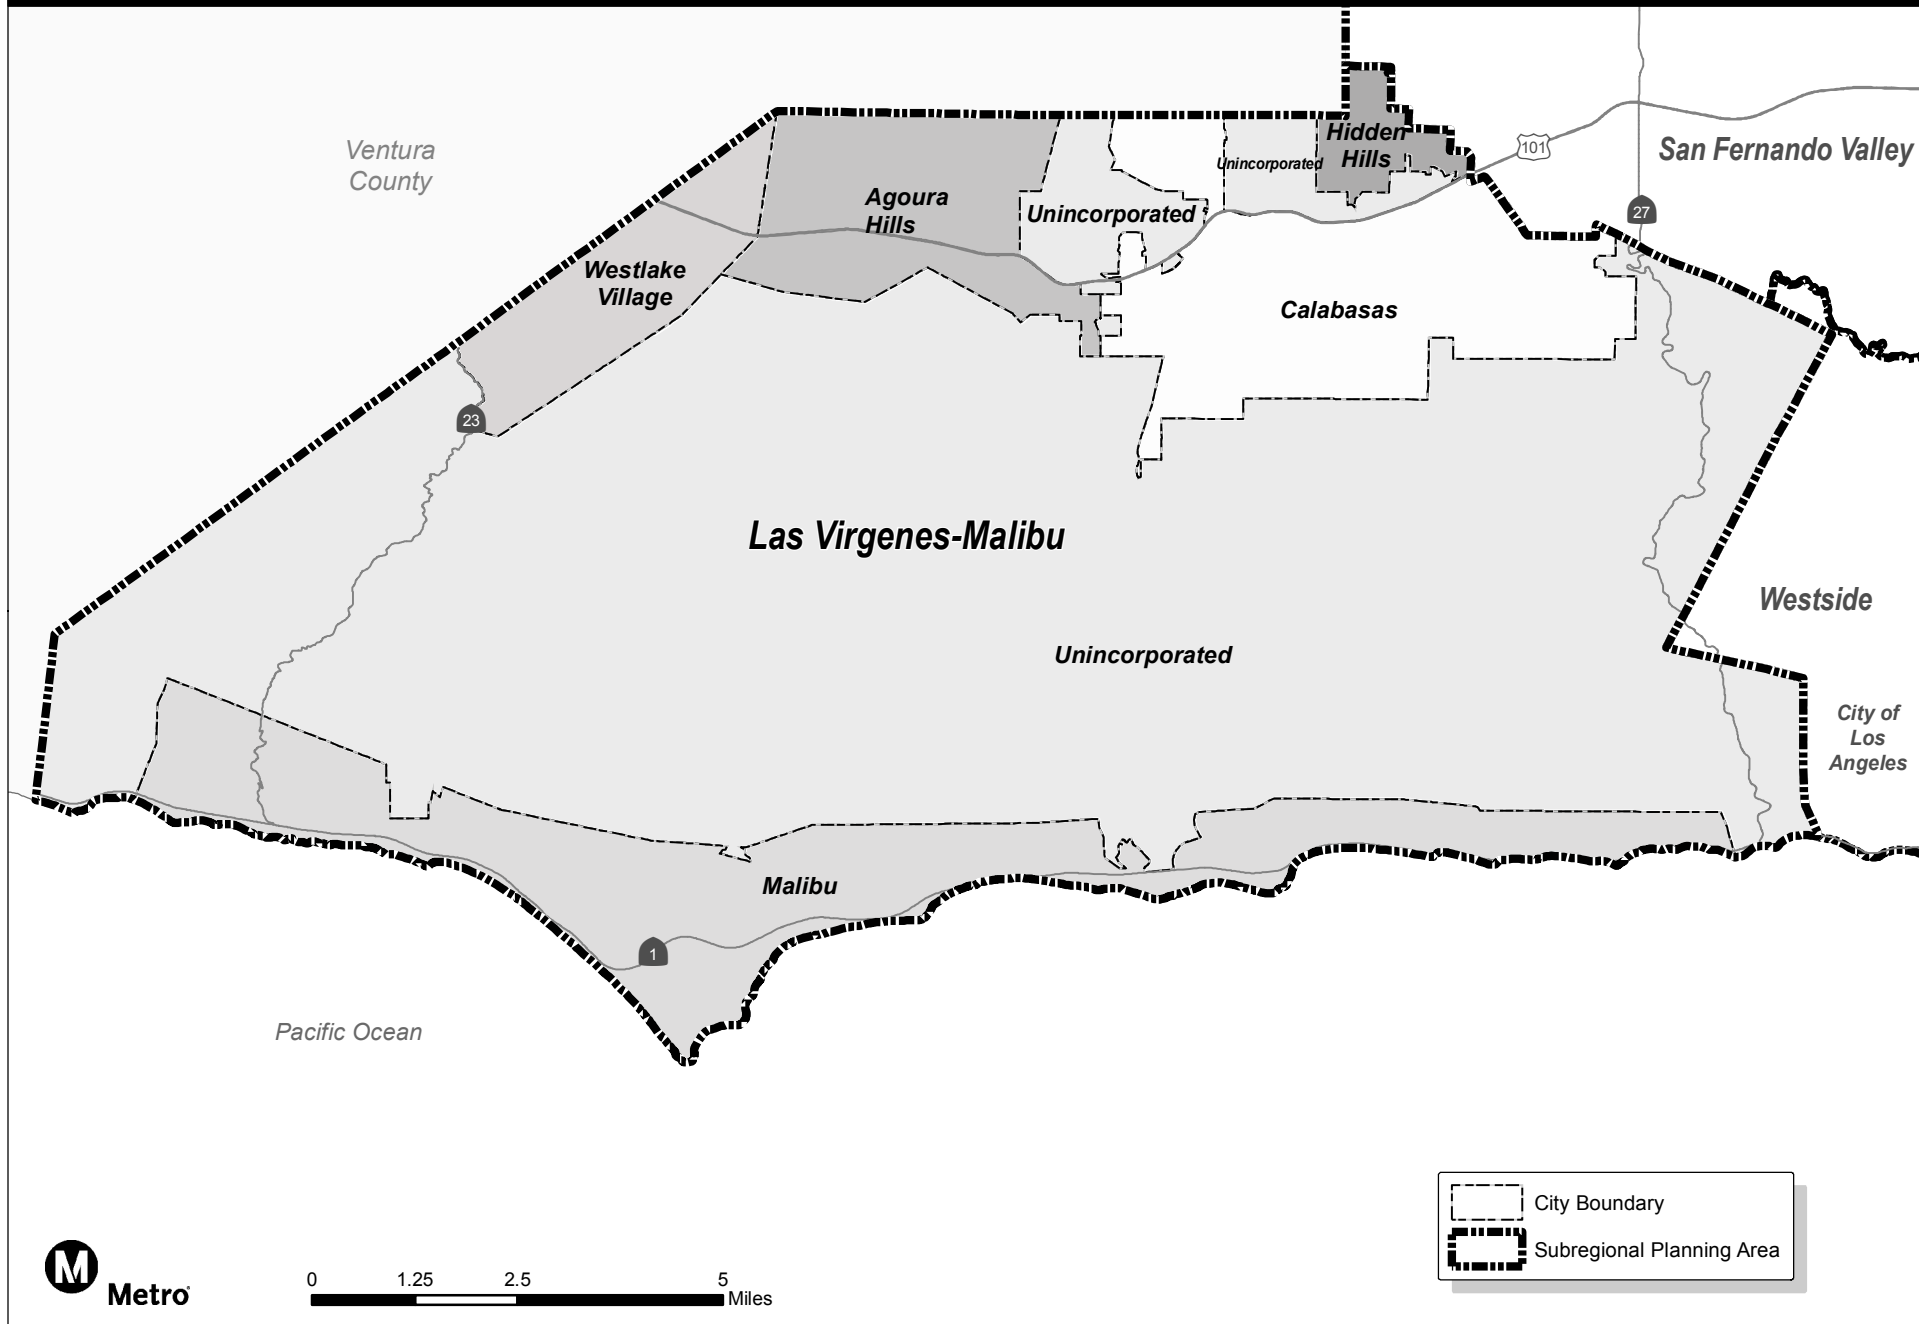 Ventura
County
Hidden
Hills
Unincorporated
101
San Fernando Valley
Agoura
Hills
Unincorporated
27
Westlake
Village
Calabasas
23
Las Virgenes-Malibu
Westside
Unincorporated
City of
Los
Angeles
Malibu
1
Pacific Ocean
City Boundary
Subregional Planning Area
M
Metro
0 1.25 2.5 5
Miles